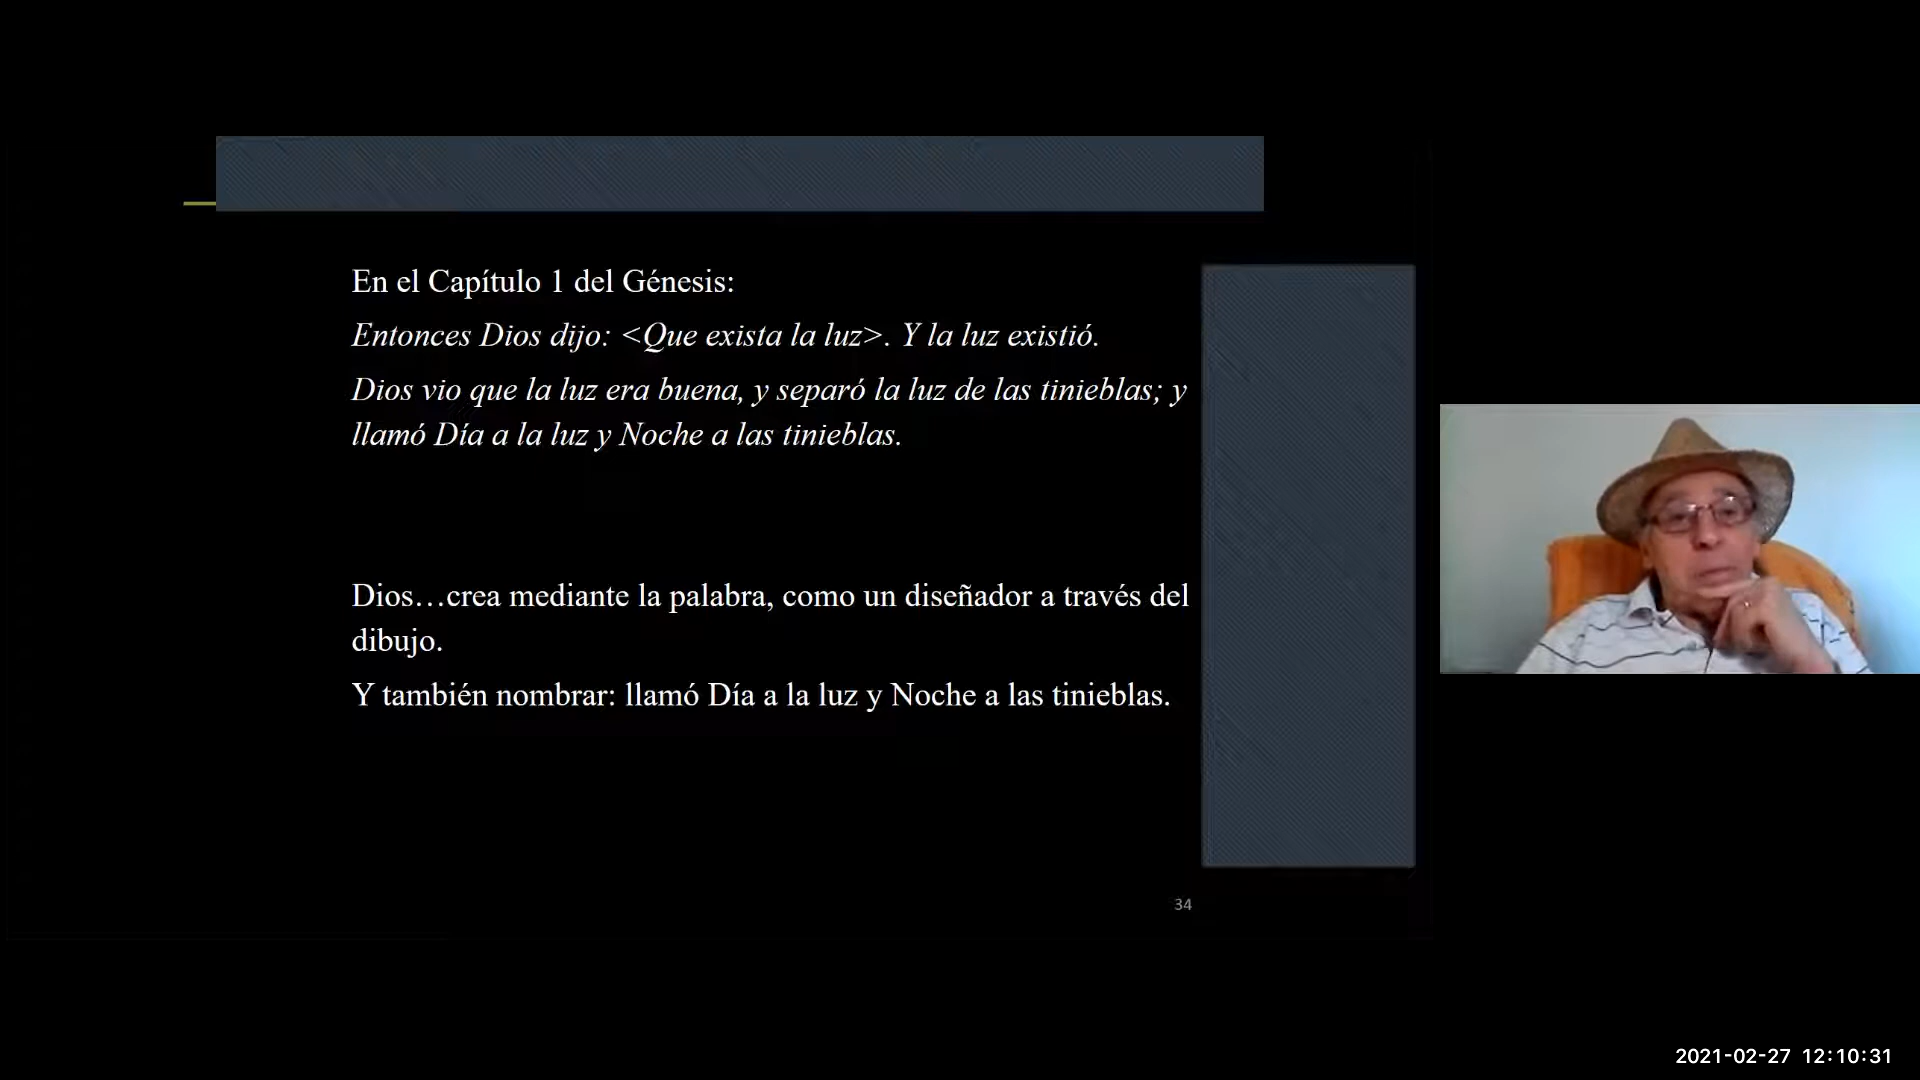 En el Capítulo 1 del Génesis:
Entonces Dios dijo: <Que exista la luz>. Y la luz existió.
Dios vio que la luz era buena, y separó la luz de las tinieblas; y
llamó Día a la luz y Noche a las tinieblas.
Dios…crea mediante la palabra, como un diseñador a través del
dibujo.
Y también nombrar: llamó Día a la luz y Noche a las tinieblas.
34
2021-02-27 12:10:31